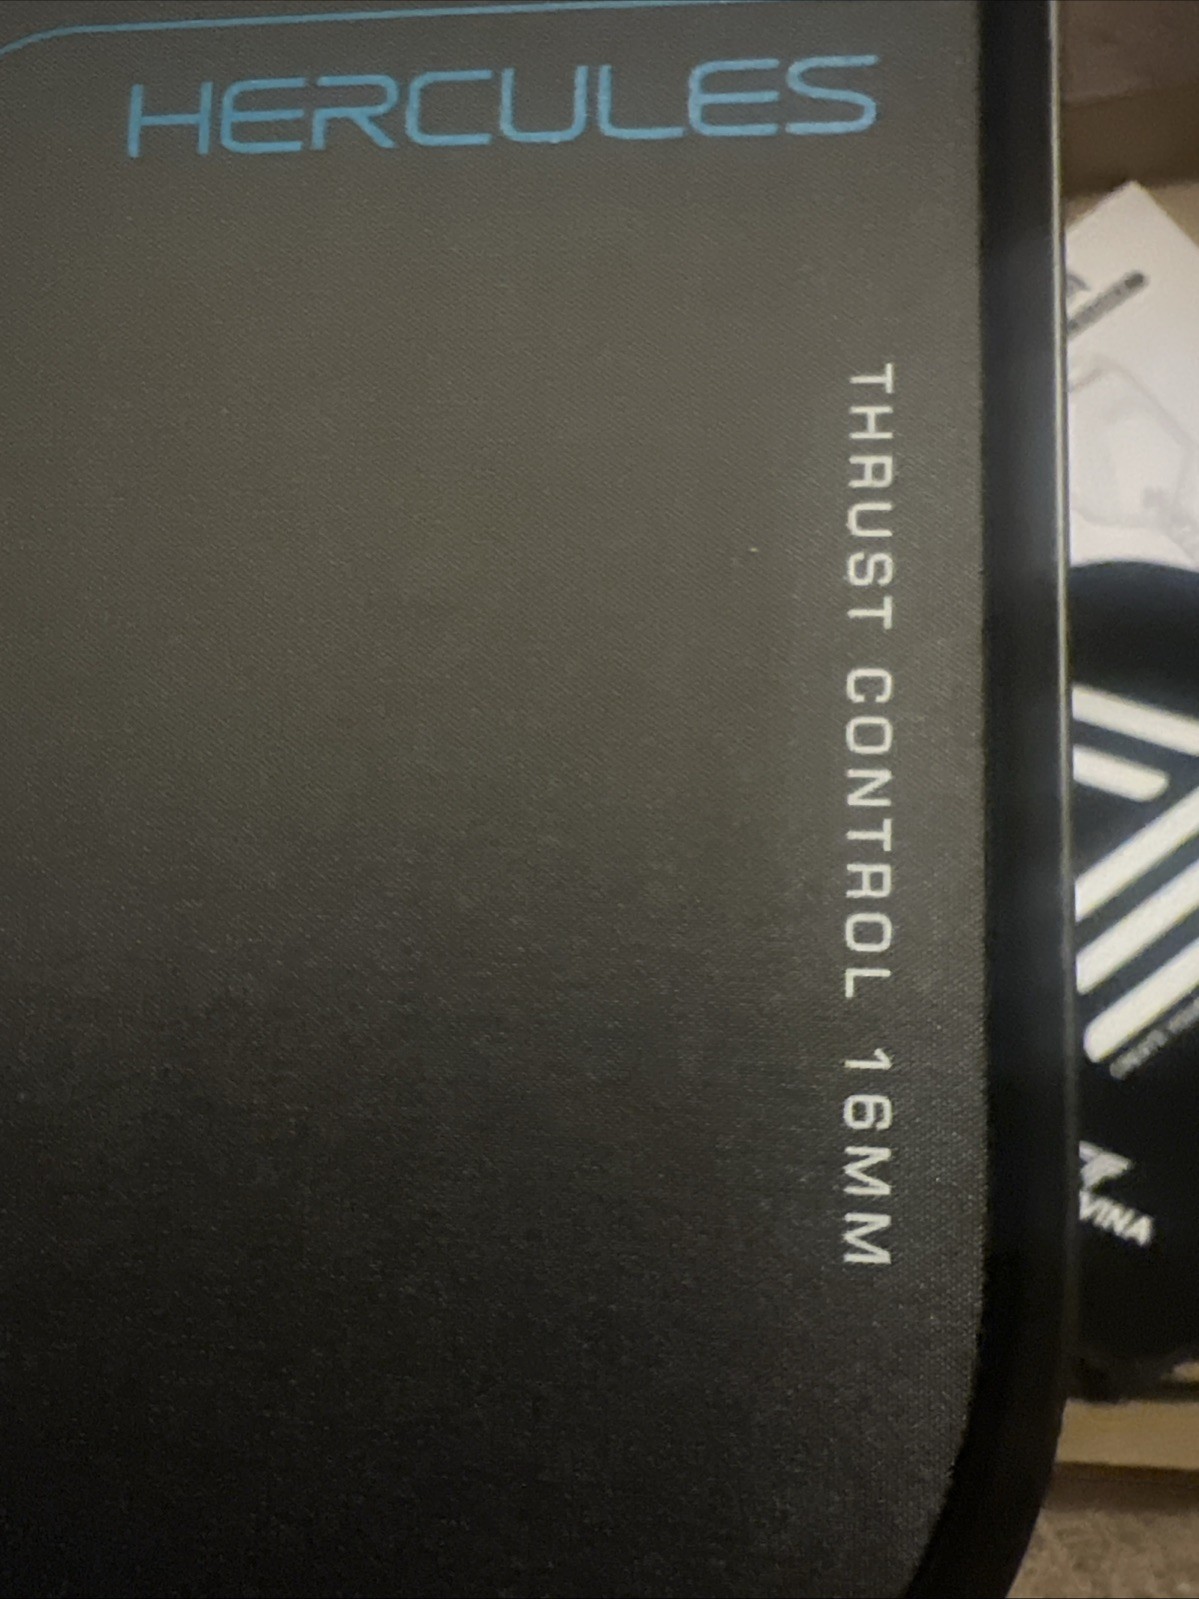 HERCULES
THRUST CONTROL 16MM
VINA